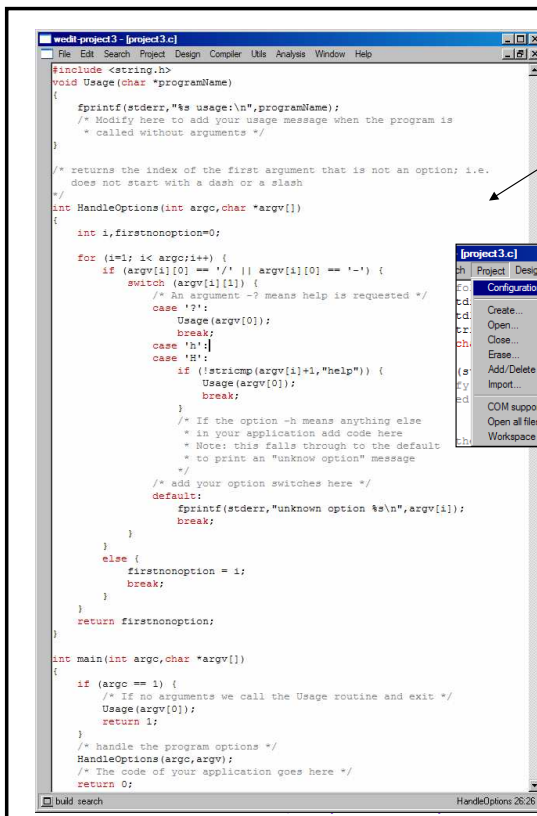 wedit-project3 - [project3.c]
File Edit Search Project Design Compiler Utils Analysis Window Help
#include <string.h>
void Usage(char *programName)
{
fprintf(stderr,"%s usage:\n",programName);
/* Modify here to add your usage message when the program is
* called without arguments */
}
/* returns the index of the first argument that is not an option; i.e.
does not start with a dash or a slash
*/
int HandleOptions(int argc,char *argv[])
{
int i,firstnonoption=0;
for (i=1; i< argc;i++) {
if (argv[i][0] == '/' || argv[i][0] == '-') {
switch (argv[i][1]) {
/* An argument -? means help is requested */
case '?':
Usage(argv[0]);
break;
case 'h':
case 'H':
if (!stricmp(argv[i]+1,"help")) {
Usage(argv[0]);
break;
}
/* If the option -h means anything else
* in your application add code here
* Note: this falls through to the default
* to print an "unknow option" message
*/
/* add your option switches here */
default:
fprintf(stderr,"unknown option %s\n",argv[i]);
break;
}
}
else {
firstnonoption = i;
break;
}
}
return firstnonoption;
}
int main(int argc,char *argv[])
{
if (argc == 1) {
/* If no arguments we call the Usage routine and exit */
Usage(argv[0]);
return 1;
}
/* handle the program options */
HandleOptions(argc,argv);
/* The code of your application goes here */
return 0;
build search HandleOptions 26:26
[project3.c]
ch Project Desig
Configuratio
Create...
Open...
Close...
Erase...
Add/Delete
Import...
COM suppo
Open all file
Workspace